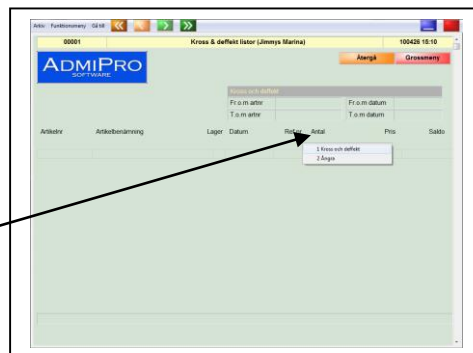 Arkiv Funktionsmeny Gå till
00001 Kross & deffekt listor (Jimmys Marina) 100426 15:10
ADMIPRO
SOFTWARE
Återgå Grossmeny
Kross och deffekt
Fr.o.m artnr Fr.o.m datum
T.o.m artnr T.o.m datum
Artikelnr Artikelbenämning Lager Datum Ref.nr Antal Pris Saldo
1 Kross och deffekt
2 Ångra